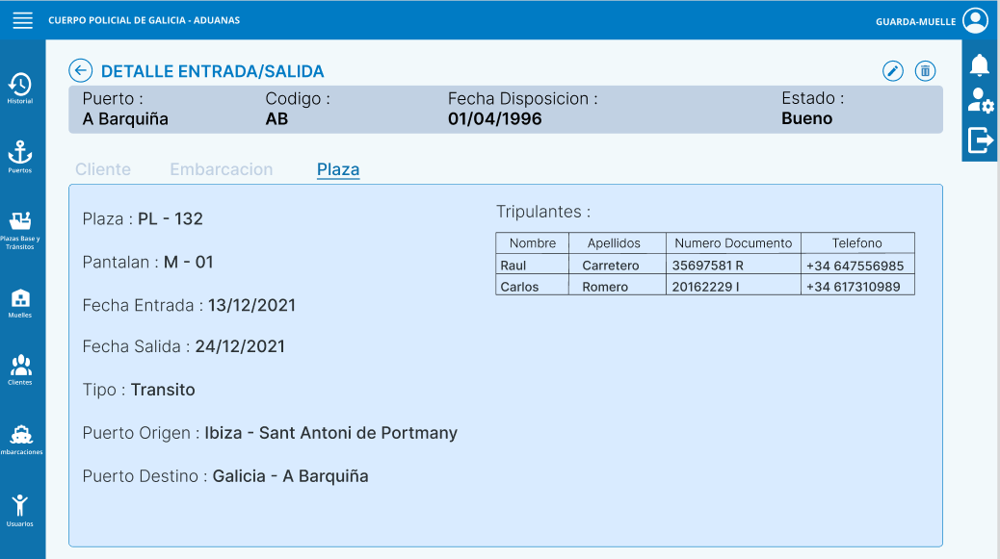 CUERPO POLICIAL DE GALICIA - ADUANAS
GUARDA-MUELLE
Historial
Puertos
Plazas Base y
Tránsitos
Muelles
Clientes
mbarcaciones
Usuarios
DETALLE ENTRADA/SALIDA
Puerto : Codigo : Fecha Disposicion : Estado :
A Barquiña AB 01/04/1996 Bueno
Cliente Embarcacion Plaza
Plaza : PL - 132
Pantalan : M - 01
Fecha Entrada : 13/12/2021
Fecha Salida : 24/12/2021
Tipo : Transito
Puerto Origen : Ibiza - Sant Antoni de Portmany
Puerto Destino : Galicia - A Barquiña
Tripulantes :
Nombre Apellidos Numero Documento Telefono
Raul Carretero 35697581 R +34 647556985
Carlos Romero 20162229 I +34 617310989